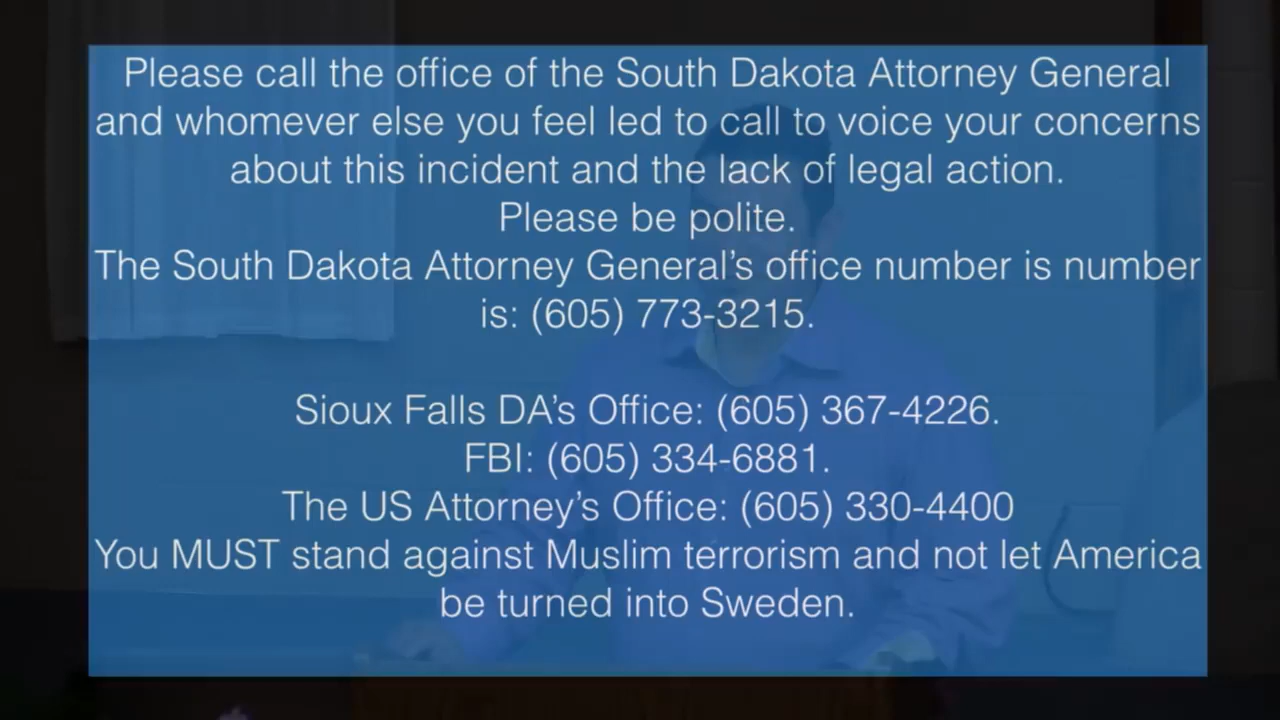 Please call the office of the South Dakota Attorney General
and whomever else you feel led to call to voice your concerns
about this incident and the lack of legal action.
Please be polite.
The South Dakota Attorney General's office number is number
is: (605) 773-3215.
Sioux Falls DA's Office: (605) 367-4226.
FBI: (605) 334-6881.
The US Attorney's Office: (605) 330-4400
You MUST stand against Muslim terrorism and not let America
be turned into Sweden.